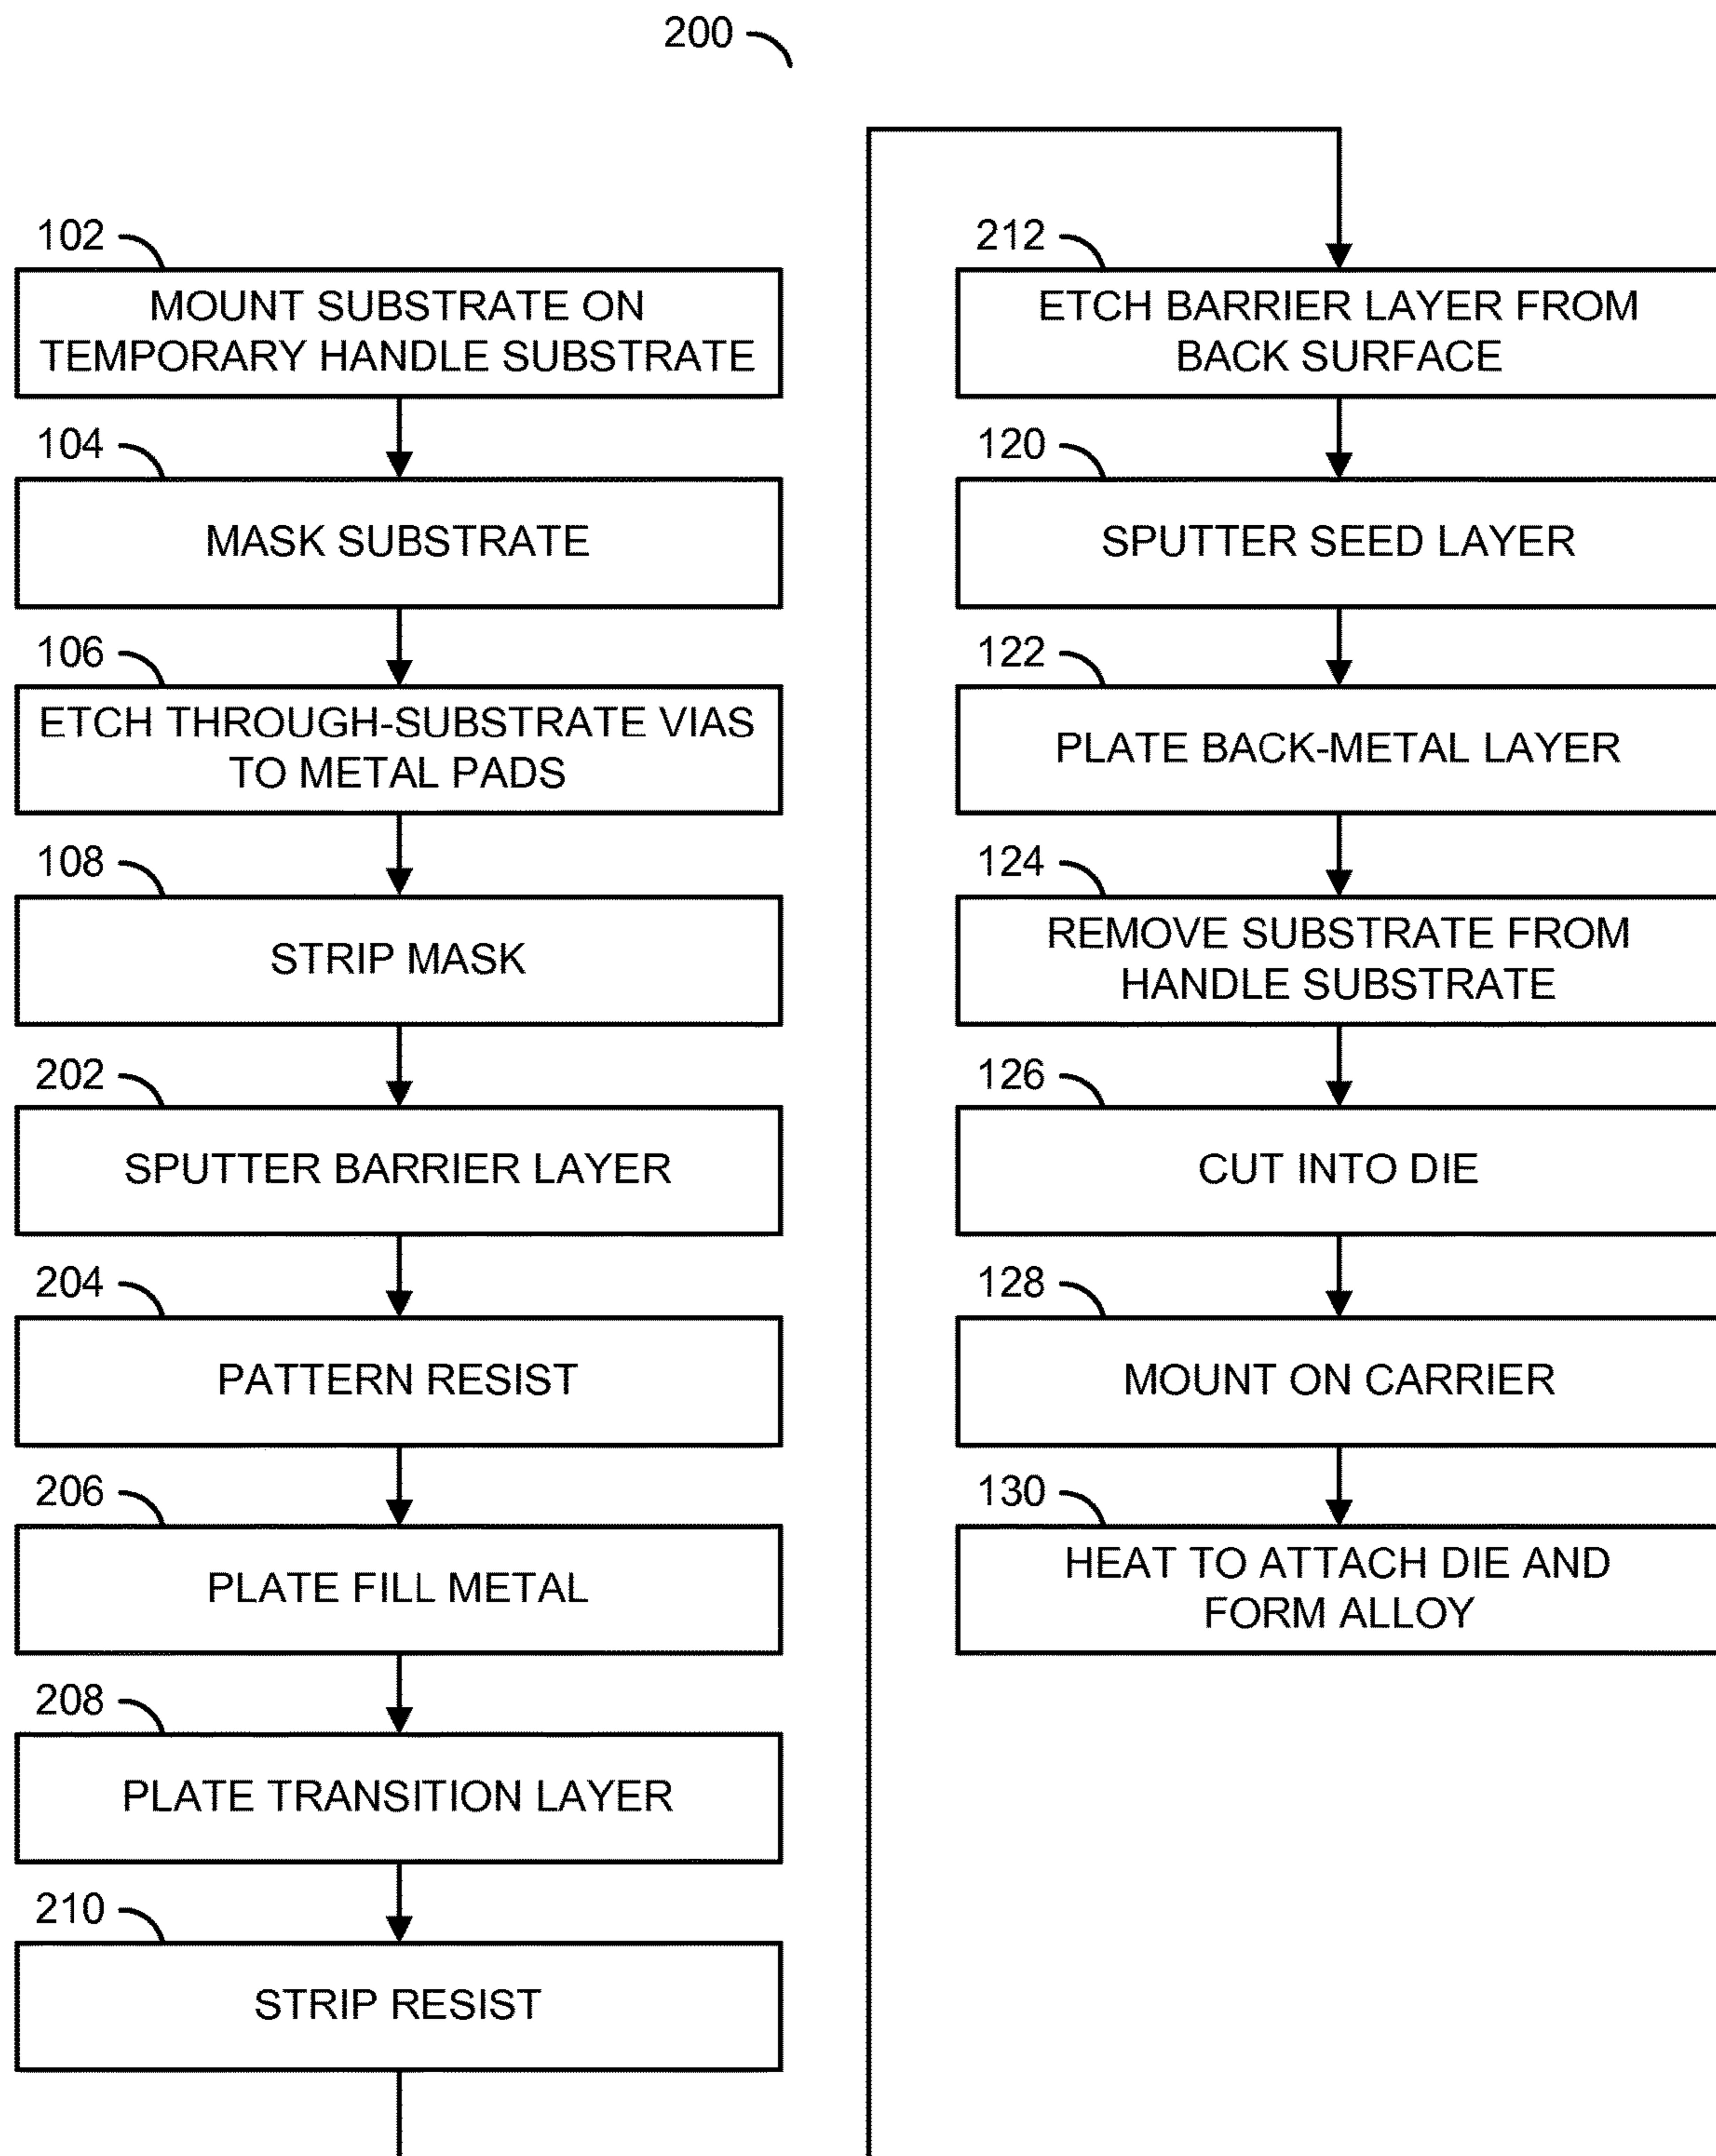 200
102
MOUNT SUBSTRATE ON
TEMPORARY HANDLE SUBSTRATE
104
MASK SUBSTRATE
106
ETCH THROUGH-SUBSTRATE VIAS
TO METAL PADS
108
STRIP MASK
202
SPUTTER BARRIER LAYER
204
PATTERN RESIST
206
PLATE FILL METAL
208
PLATE TRANSITION LAYER
210
STRIP RESIST
212
ETCH BARRIER LAYER FROM
BACK SURFACE
120
SPUTTER SEED LAYER
122
PLATE BACK-METAL LAYER
124
REMOVE SUBSTRATE FROM
HANDLE SUBSTRATE
126
CUT INTO DIE
128
MOUNT ON CARRIER
130
HEAT TO ATTACH DIE AND
FORM ALLOY